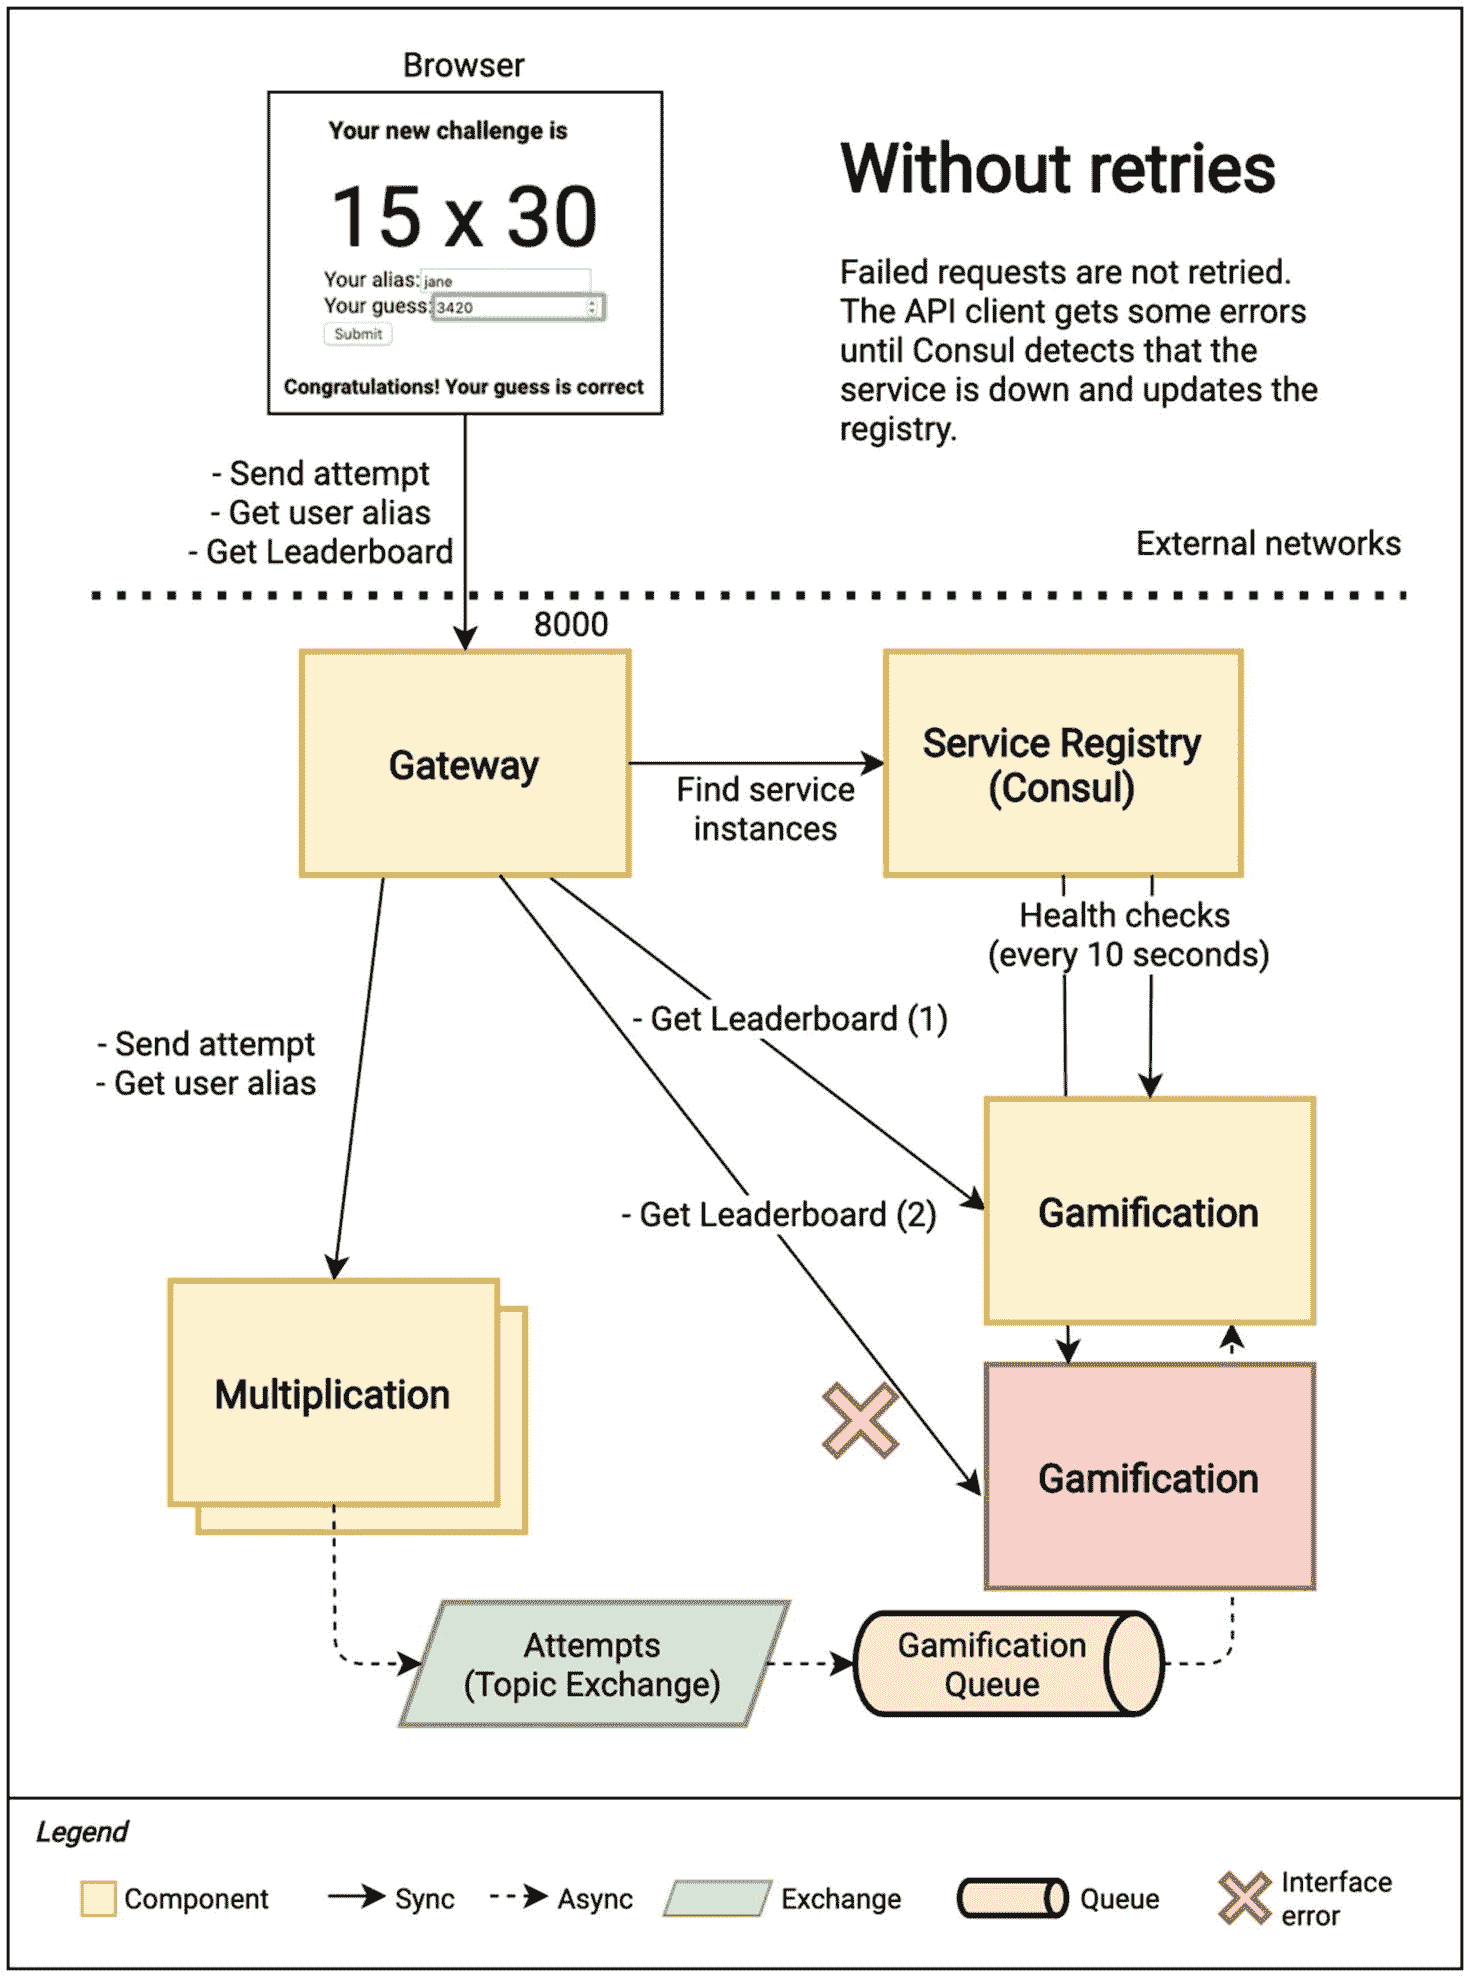 Browser
Your new challenge is
15 x 30
Your alias: jane
Your guess: 3420
Submit
Congratulations! Your guess is correct
Without retries
Failed requests are not retried.
The API client gets some errors
until Consul detects that the
service is down and updates the
registry.
- Send attempt
- Get user alias
- Get Leaderboard
External networks
8000
Gateway
Find service
instances
Service Registry
(Consul)
Health checks
(every 10 seconds)
- Get Leaderboard (1)
- Send attempt
- Get user alias
- Get Leaderboard (2)
Gamification
Multiplication
Gamification
Attempts
(Topic Exchange)
Gamification
Queue
Legend
Component
Sync
Async
Exchange
Queue
Interface
error